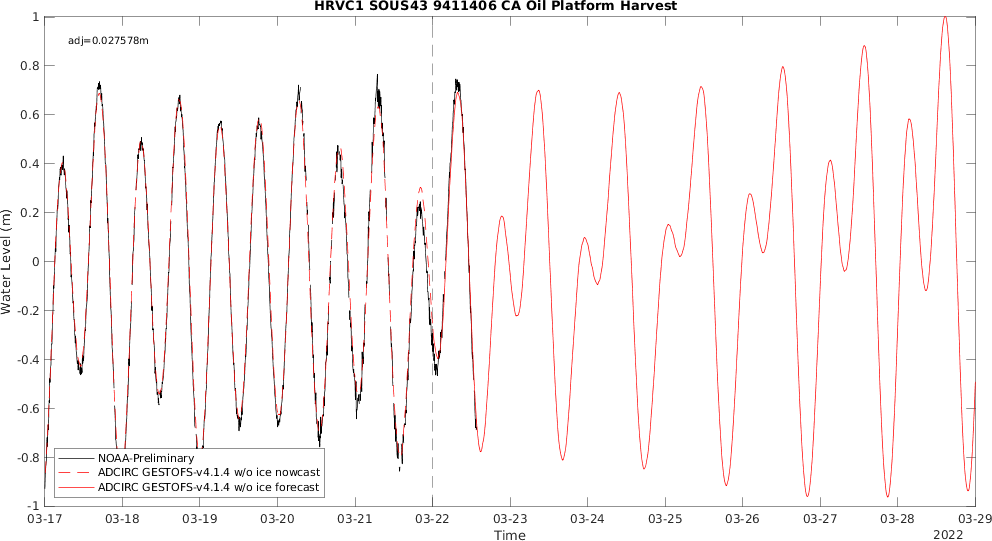 HRVC1 SOUS43 9411406 CA Oil Platform Harvest
adj=0.027578m
Water Level (m)
1
0.8
0.6
0.4
0.2
0
-0.2
-0.4
-0.6
-0.8
-1
NOAA-Preliminary
ADCIRC GESTOFS-v4.1.4 w/o ice nowcast
ADCIRC GESTOFS-v4.1.4 w/o ice forecast
03-17 03-18 03-19 03-20 03-21 03-22 03-23 03-24 03-25 03-26 03-27 03-28 03-29
Time
2022